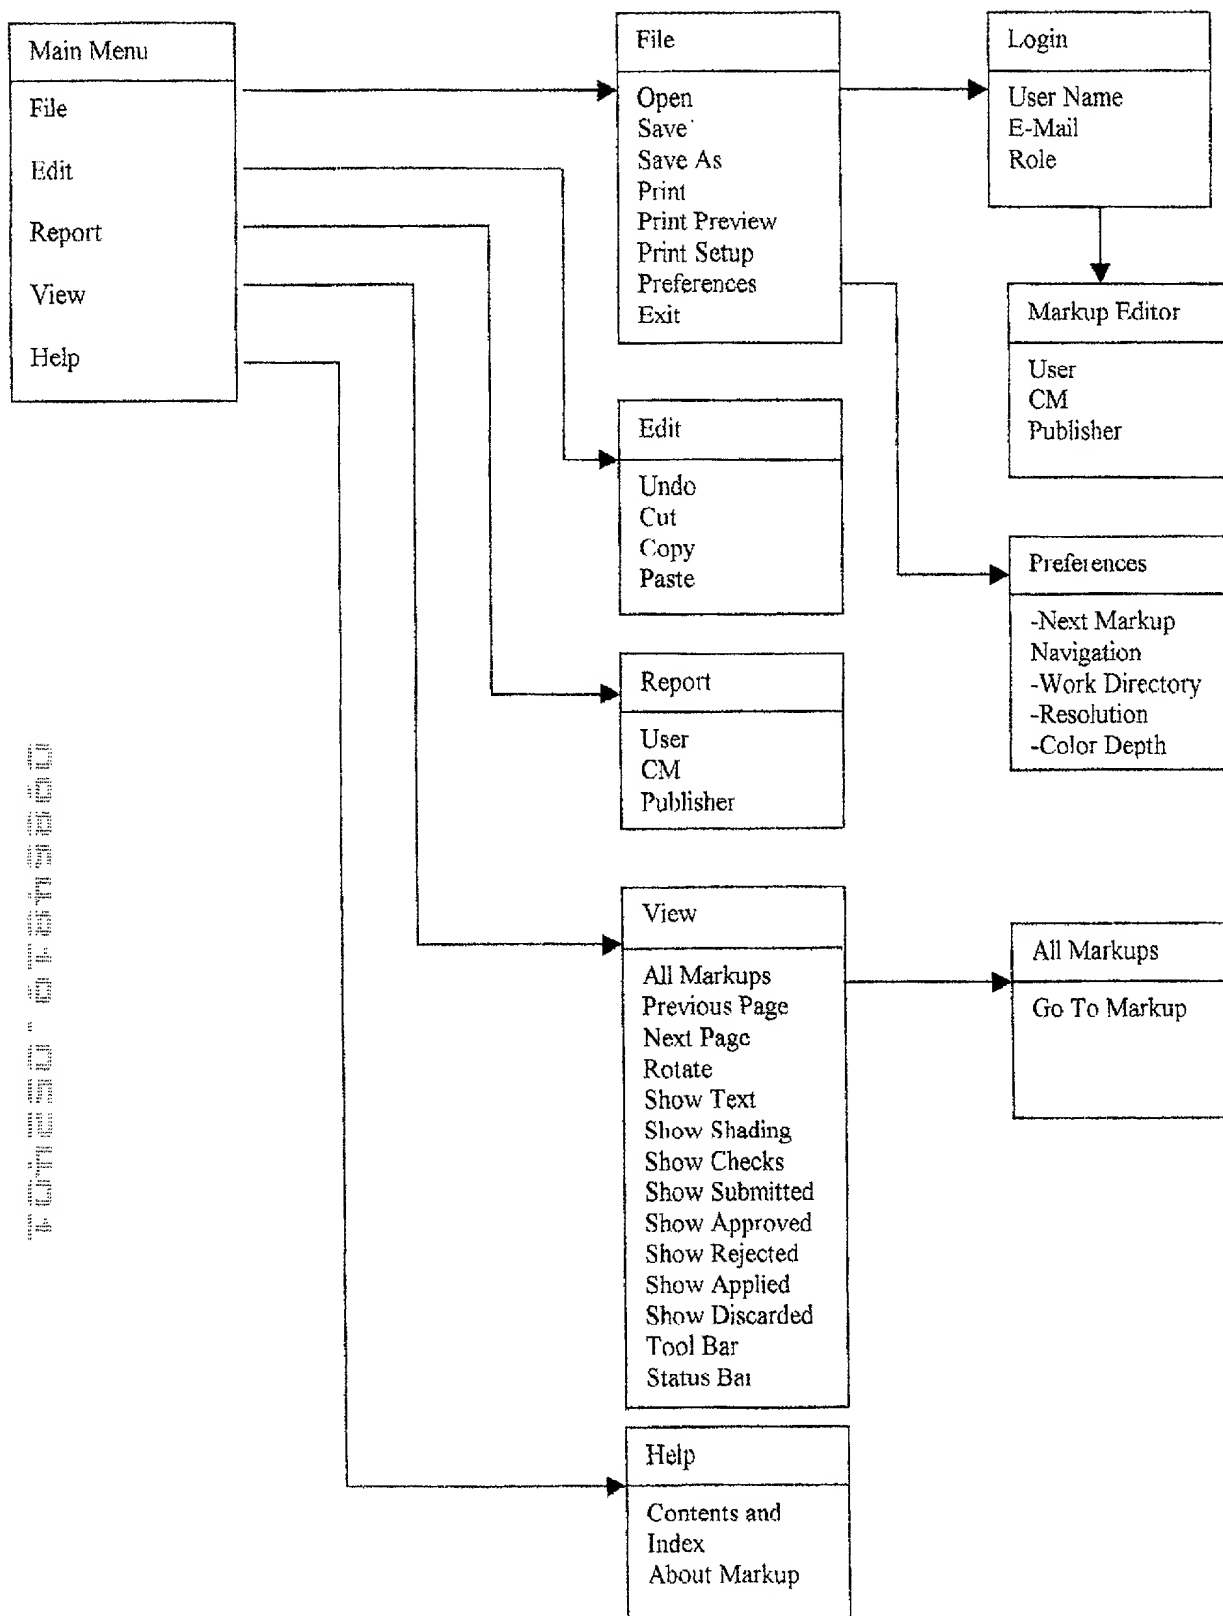 Main Menu
File
Edit
Report
View
Help
File
Open
Save
Save As
Print
Print Preview
Print Setup
Preferences
Exit
Login
User Name
E-Mail
Role
Markup Editor
User
CM
Publisher
Edit
Undo
Cut
Copy
Paste
Preferences
-Next Markup
Navigation
-Work Directory
-Resolution
-Color Depth
Report
User
CM
Publisher
View
All Markups
Previous Page
Next Page
Rotate
Show Text
Show Shading
Show Checks
Show Submitted
Show Approved
Show Rejected
Show Applied
Show Discarded
Tool Bar
Status Bar
All Markups
Go To Markup
Help
Contents and
Index
About Markup